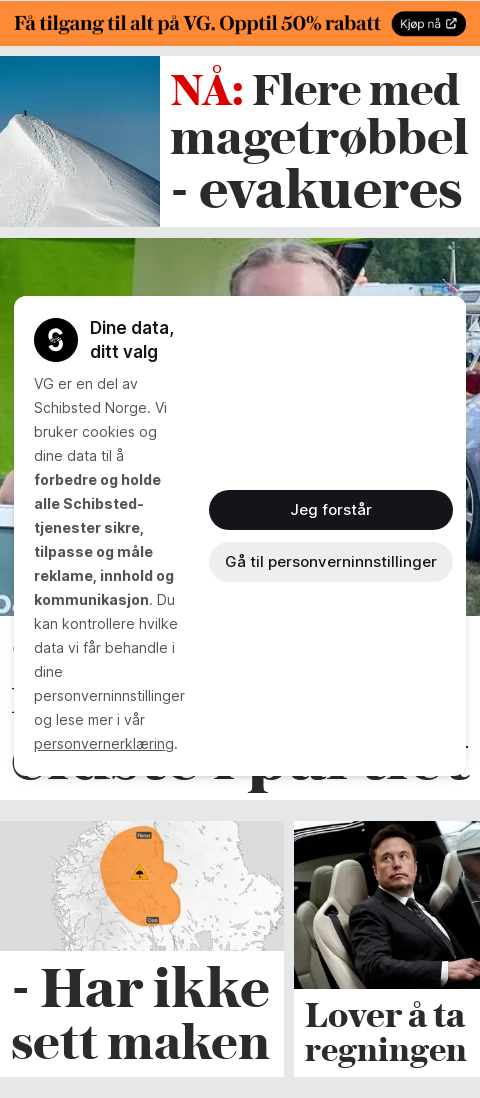 Få tilgang til alt på VG. Opptil 50% rabatt
Kjøp nå
NÅ: Flere med
magetrøbbel
- evakueres
Dine data,
ditt valg
VG er en del av
Schibsted Norge. Vi
bruker cookies og
dine data til å
forbedre og holde
alle Schibsted-
tjenester sikre,
tilpasse og måle
reklame, innhold og
kommunikasjon. Du
kan kontrollere hvilke
data vi får behandle i
dine
personverninnstillinger
og lese mer i vår
personvernerklæring.
Jeg forstår
Gå til personverninnstillinger
Røros
Oslo
- Har ikke
sett maken
Lover å ta
regningen